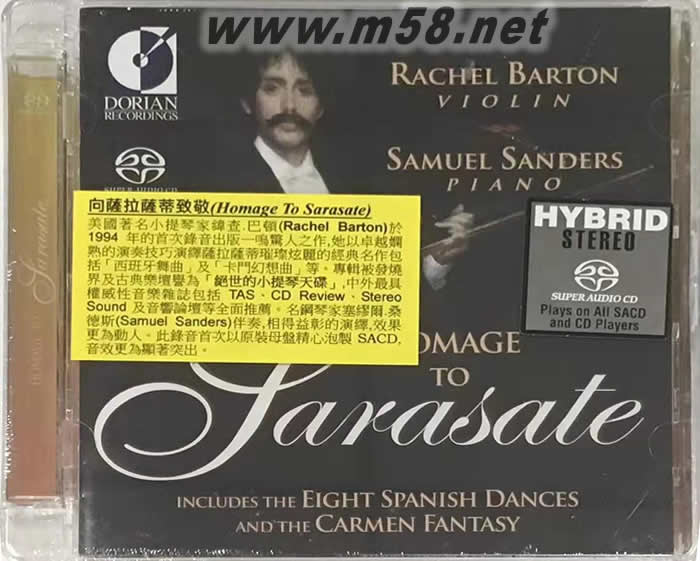 www.m58.net
DORIAN
RECORDINGS
RACHEL BARTON
VIOLIN
SAMUEL SANDERS
PIANO
SUPER AUDIO CD
向薩拉薩蒂致敬(Homage To Sarasate)
美國著名小提琴家緯查.巴頓(Rachel Barton)於
1994 年的首次錄音出版一鳴驚人之作,她以卓越嫻
熟的演奏技巧演繹薩拉薩蒂璀璨炫麗的經典名作包
括「西班牙舞曲」及「卡門幻想曲」等。專輯被發燒
界及古典樂壇譽為「絕世的小提琴天碟」,中外最具
權威性音樂雜誌包括 TAS、CD Review、Stereo
Sound 及音響論壇等全面推薦。名鋼琴家塞繆爾.桑
德斯(Samuel Sanders)伴奏,相得益彰的演繹,效果
更為動人。此錄音首次以原裝母盤精心泡製 SACD,
音效更為顯著突出。
HYBRID
STEREO
SUPER AUDIO CD
Plays on All SACD
and CD Players
HOMAGE
TO
Sarasate
INCLUDES THE EIGHT SPANISH DANCES
AND THE CARMEN FANTASY
HOMAGE TO Sarasate